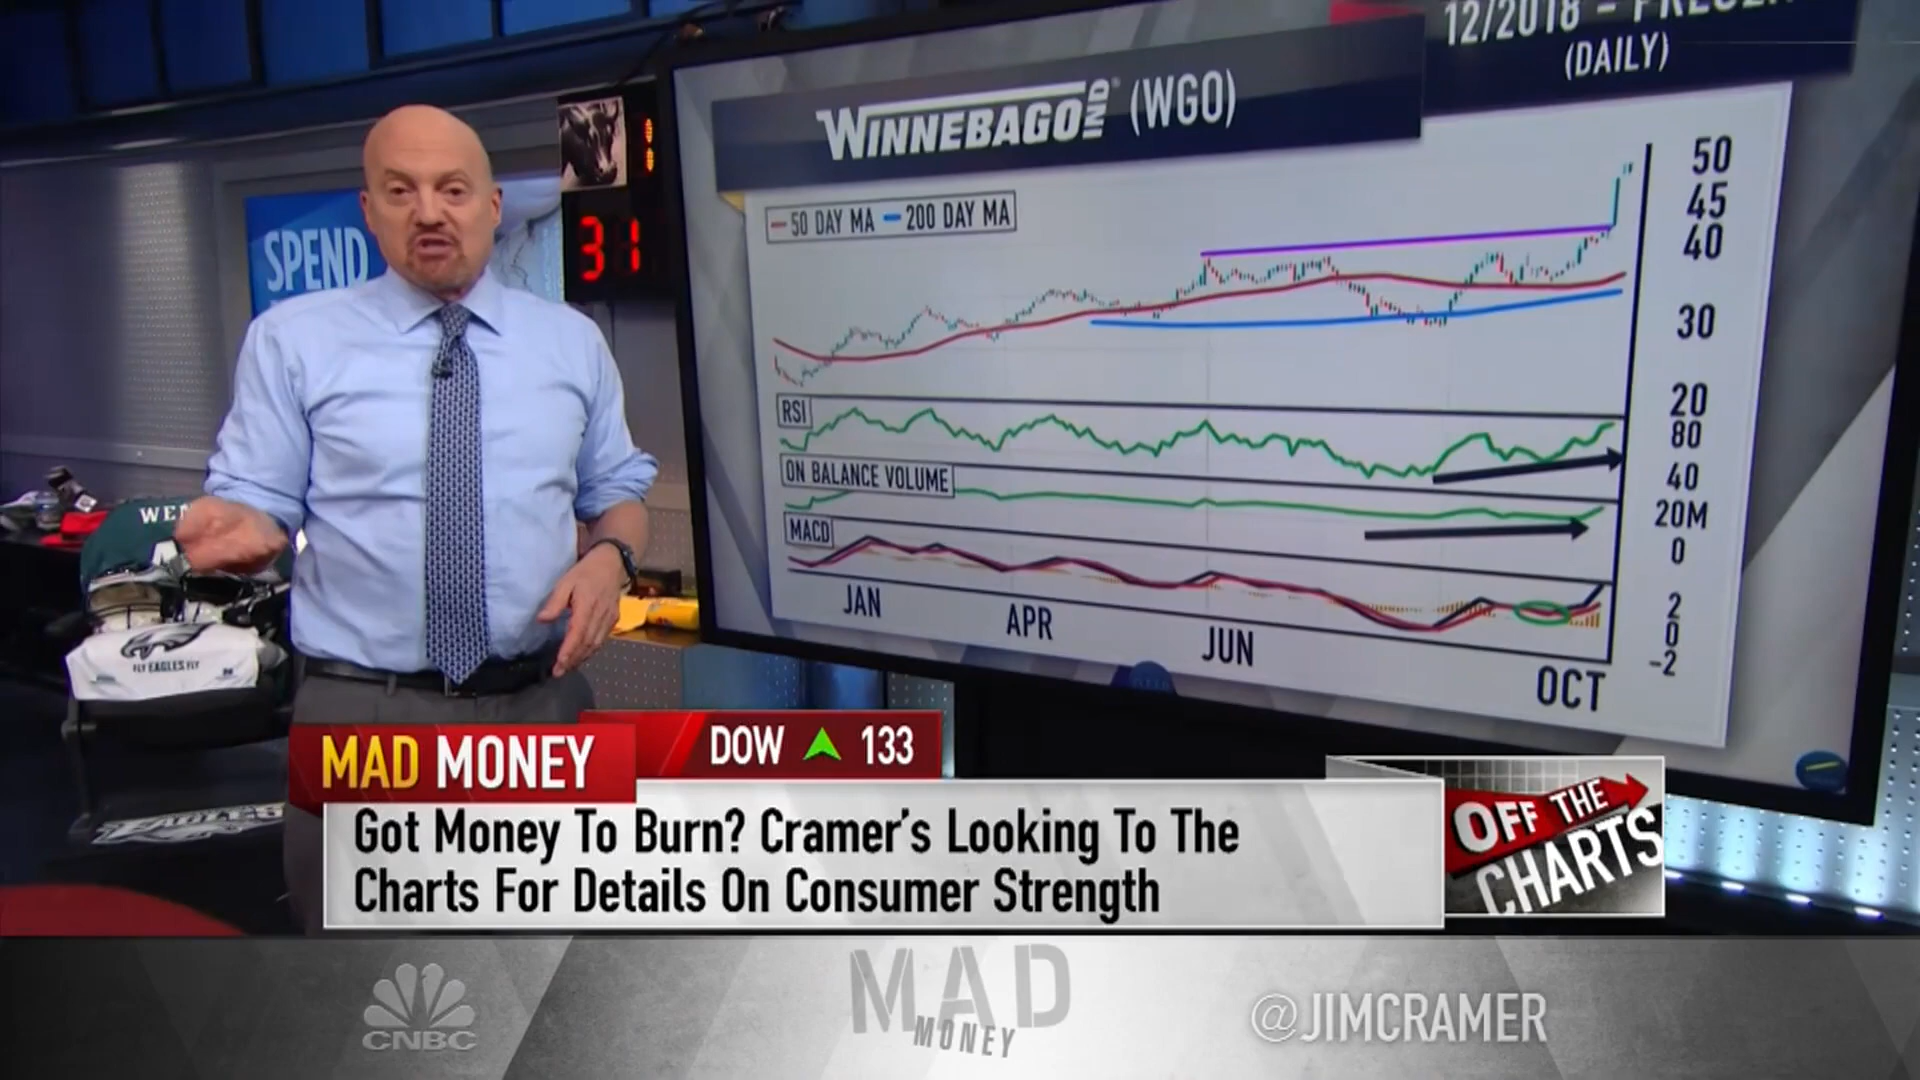 12/2018 -
(DAILY)
WINNEBAGO IND® (WGO)
50 DAY MA
200 DAY MA
50
45
40
30
20
RSI
80
40
ON BALANCE VOLUME
20M
0
MACD
2
0
-2
JAN
APR
JUN
OCT
SPEND
31
FLY EAGLES FLY
EAGLES
MAD MONEY
DOW 133
Got Money To Burn? Cramer's Looking To The
Charts For Details On Consumer Strength
OFF THE
CHARTS
CNBC
MAD
MONEY
@JIMCRAMER